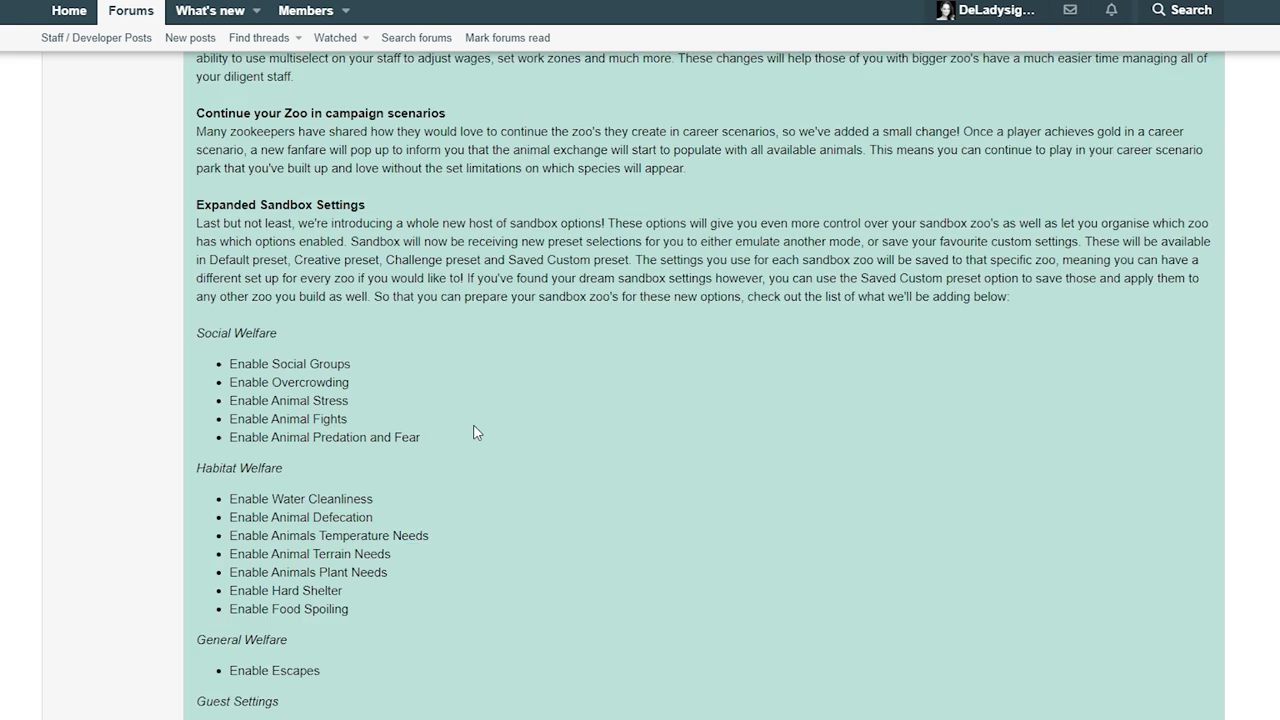 Home Forums What's new Members DeLadysig... Search
Staff / Developer Posts New posts Find threads Watched Search forums Mark forums read
ability to use multiselect on your staff to adjust wages, set work zones and much more. These changes will help those of you with bigger zoo's have a much easier time managing all of
your diligent staff.
Continue your Zoo in campaign scenarios
Many zookeepers have shared how they would love to continue the zoo's they create in career scenarios, so we've added a small change! Once a player achieves gold in a career
scenario, a new fanfare will pop up to inform you that the animal exchange will start to populate with all available animals. This means you can continue to play in your career scenario
park that you've built up and love without the set limitations on which species will appear.
Expanded Sandbox Settings
Last but not least, we're introducing a whole new host of sandbox options! These options will give you even more control over your sandbox zoo's as well as let you organise which zoo
has which options enabled. Sandbox will now be receiving new preset selections for you to either emulate another mode, or save your favourite custom settings. These will be available
in Default preset, Creative preset, Challenge preset and Saved Custom preset. The settings you use for each sandbox zoo will be saved to that specific zoo, meaning you can have a
different set up for every zoo if you would like to! If you've found your dream sandbox settings however, you can use the Saved Custom preset option to save those and apply them to
any other zoo you build as well. So that you can prepare your sandbox zoo's for these new options, check out the list of what we'll be adding below:
Social Welfare
• Enable Social Groups
• Enable Overcrowding
• Enable Animal Stress
• Enable Animal Fights
• Enable Animal Predation and Fear
Habitat Welfare
• Enable Water Cleanliness
• Enable Animal Defecation
• Enable Animals Temperature Needs
• Enable Animal Terrain Needs
• Enable Animals Plant Needs
• Enable Hard Shelter
• Enable Food Spoiling
General Welfare
• Enable Escapes
Guest Settings